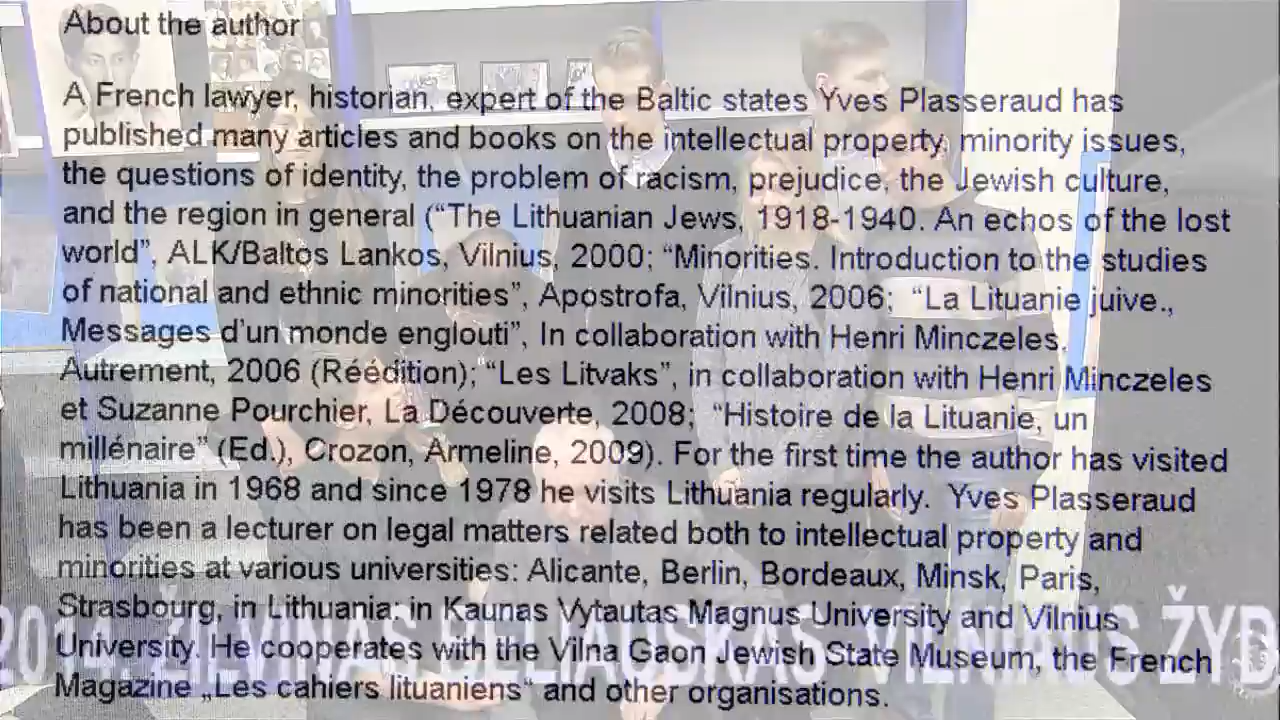 About the author
A French lawyer, historian, expert of the Baltic states Yves Plasseraud has
published many articles and books on the intellectual property, minority issues,
the questions of identity, the problem of racism, prejudice, the Jewish culture,
and the region in general (“The Lithuanian Jews, 1918-1940. An echos of the lost
world”, ALK/Baltos Lankos, Vilnius, 2000; “Minorities. Introduction to the studies
of national and ethnic minorities”, Apostrofa, Vilnius, 2006; “La Lituanie juive.,
Messages d’un monde englouti”, In collaboration with Henri Minczeles.
Autrement, 2006 (Réédition); “Les Litvaks”, in collaboration with Henri Minczeles
et Suzanne Pourchier, La Découverte, 2008; “Histoire de la Lituanie, un
millénaire” (Ed.), Crozon, Armeline, 2009). For the first time the author has visited
Lithuania in 1968 and since 1978 he visits Lithuania regularly. Yves Plasseraud
has been a lecturer on legal matters related both to intellectual property and
minorities at various universities: Alicante, Berlin, Bordeaux, Minsk, Paris,
Strasbourg, in Lithuania: in Kaunas Vytautas Magnus University and Vilnius
University. He cooperates with the Vilna Gaon Jewish State Museum, the French
Magazine „Les cahiers lituaniens“ and other organisations.
VILNIAUS ŽYD